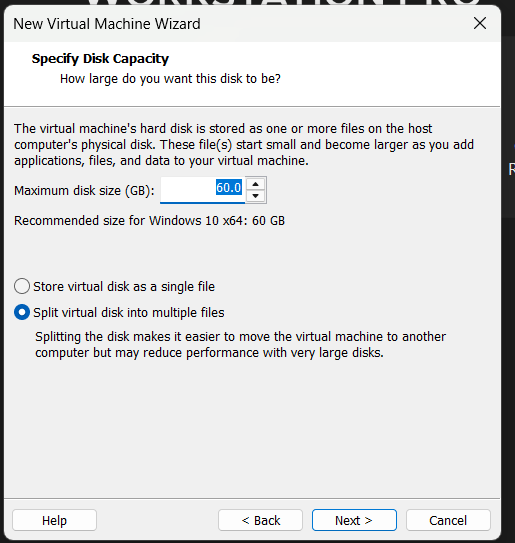 WORKSTATION PRO
New Virtual Machine Wizard
Specify Disk Capacity
How large do you want this disk to be?
The virtual machine's hard disk is stored as one or more files on the host
computer's physical disk. These file(s) start small and become larger as you add
applications, files, and data to your virtual machine.
Maximum disk size (GB): 60.0
Recommended size for Windows 10 x64: 60 GB
Store virtual disk as a single file
Split virtual disk into multiple files
Splitting the disk makes it easier to move the virtual machine to another
computer but may reduce performance with very large disks.
Help
< Back
Next >
Cancel